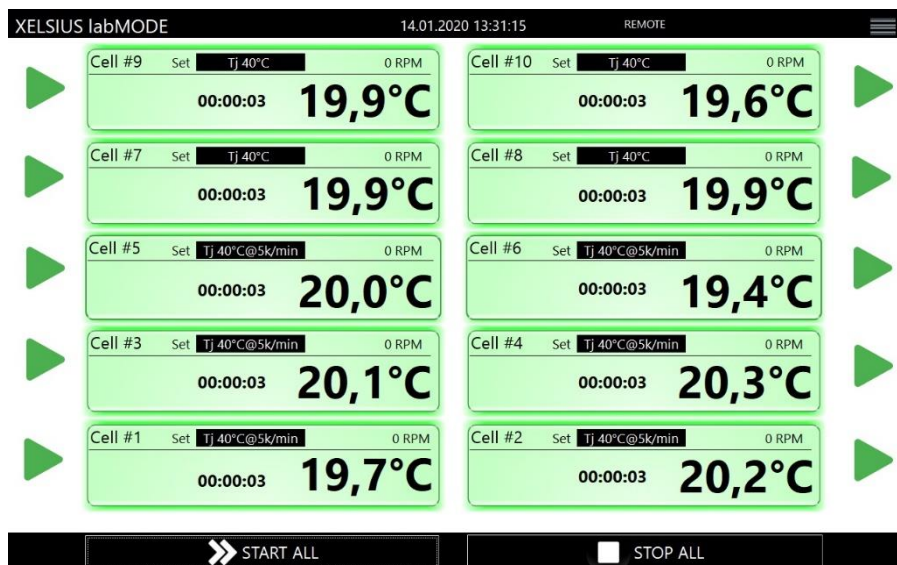 XELSIUS labMODE 14.01.2020 13:31:15 REMOTE
Cell #9 Set Tj 40°C 0 RPM
00:00:03 19,9°C
Cell #10 Set Tj 40°C 0 RPM
00:00:03 19,6°C
Cell #7 Set Tj 40°C 0 RPM
00:00:03 19,9°C
Cell #8 Set Tj 40°C 0 RPM
00:00:03 19,9°C
Cell #5 Set Tj 40°C@5k/min 0 RPM
00:00:03 20,0°C
Cell #6 Set Tj 40°C@5k/min 0 RPM
00:00:03 19,4°C
Cell #3 Set Tj 40°C@5k/min 0 RPM
00:00:03 20,1°C
Cell #4 Set Tj 40°C@5k/min 0 RPM
00:00:03 20,3°C
Cell #1 Set Tj 40°C@5k/min 0 RPM
00:00:03 19,7°C
Cell #2 Set Tj 40°C@5k/min 0 RPM
00:00:03 20,2°C
START ALL STOP ALL